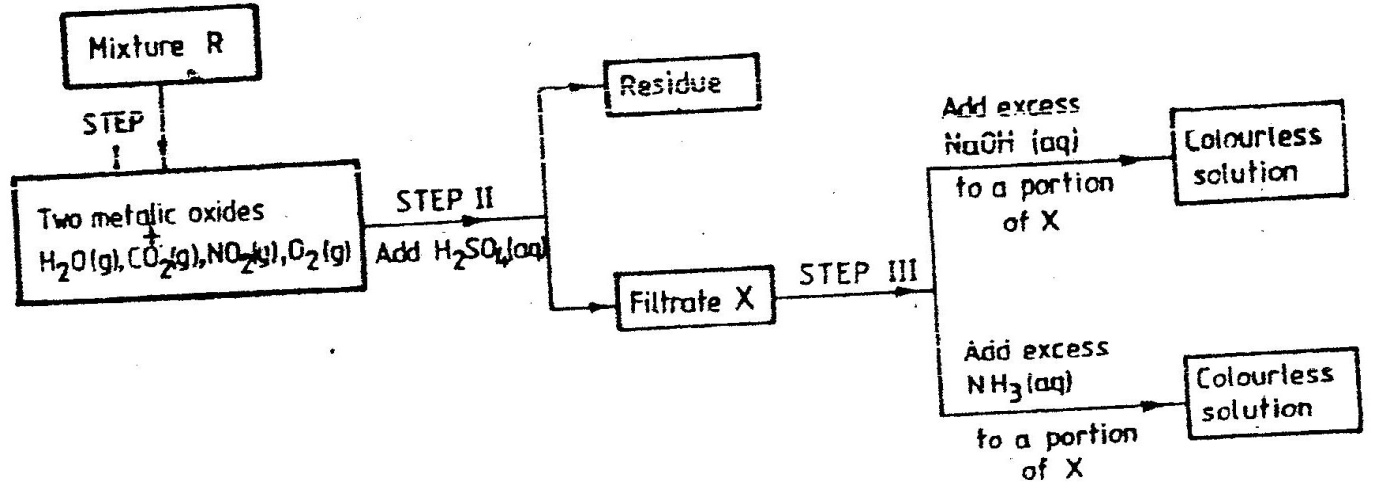 Mixture R
STEP
I
Two metalic oxides
+
H₂O(g), CO₂(g), NO₂(g), O₂(g)
STEP II
Add H₂SO₄(aq)
Residue
Filtrate X
STEP III
Add excess
NaOH (aq)
to a portion
of X
Colourless
solution
Add excess
NH₃(aq)
to a portion
of X
Colourless
solution